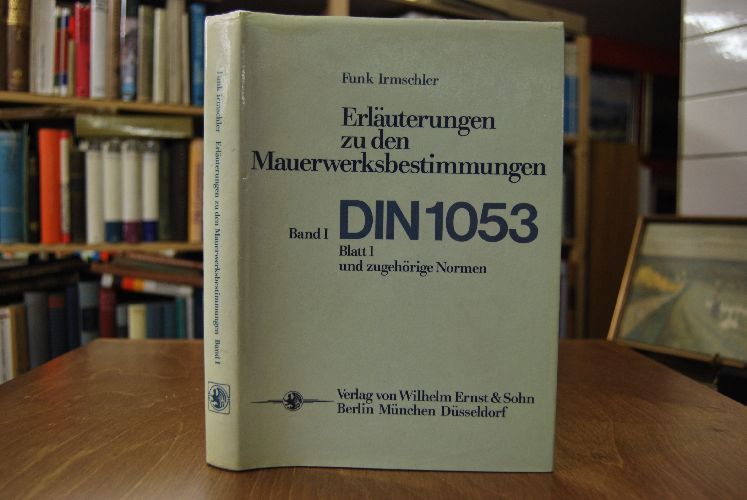 Funk Irmschler
Erläuterungen
zu den
Mauerwerksbestimmungen
Band I DIN 1053
Blatt 1
und zugehörige Normen
Verlag von Wilhelm Ernst & Sohn
Berlin München Düsseldorf
Funk irmschler Erläuterungen zu den Mauerwerksbestimmungen Band I